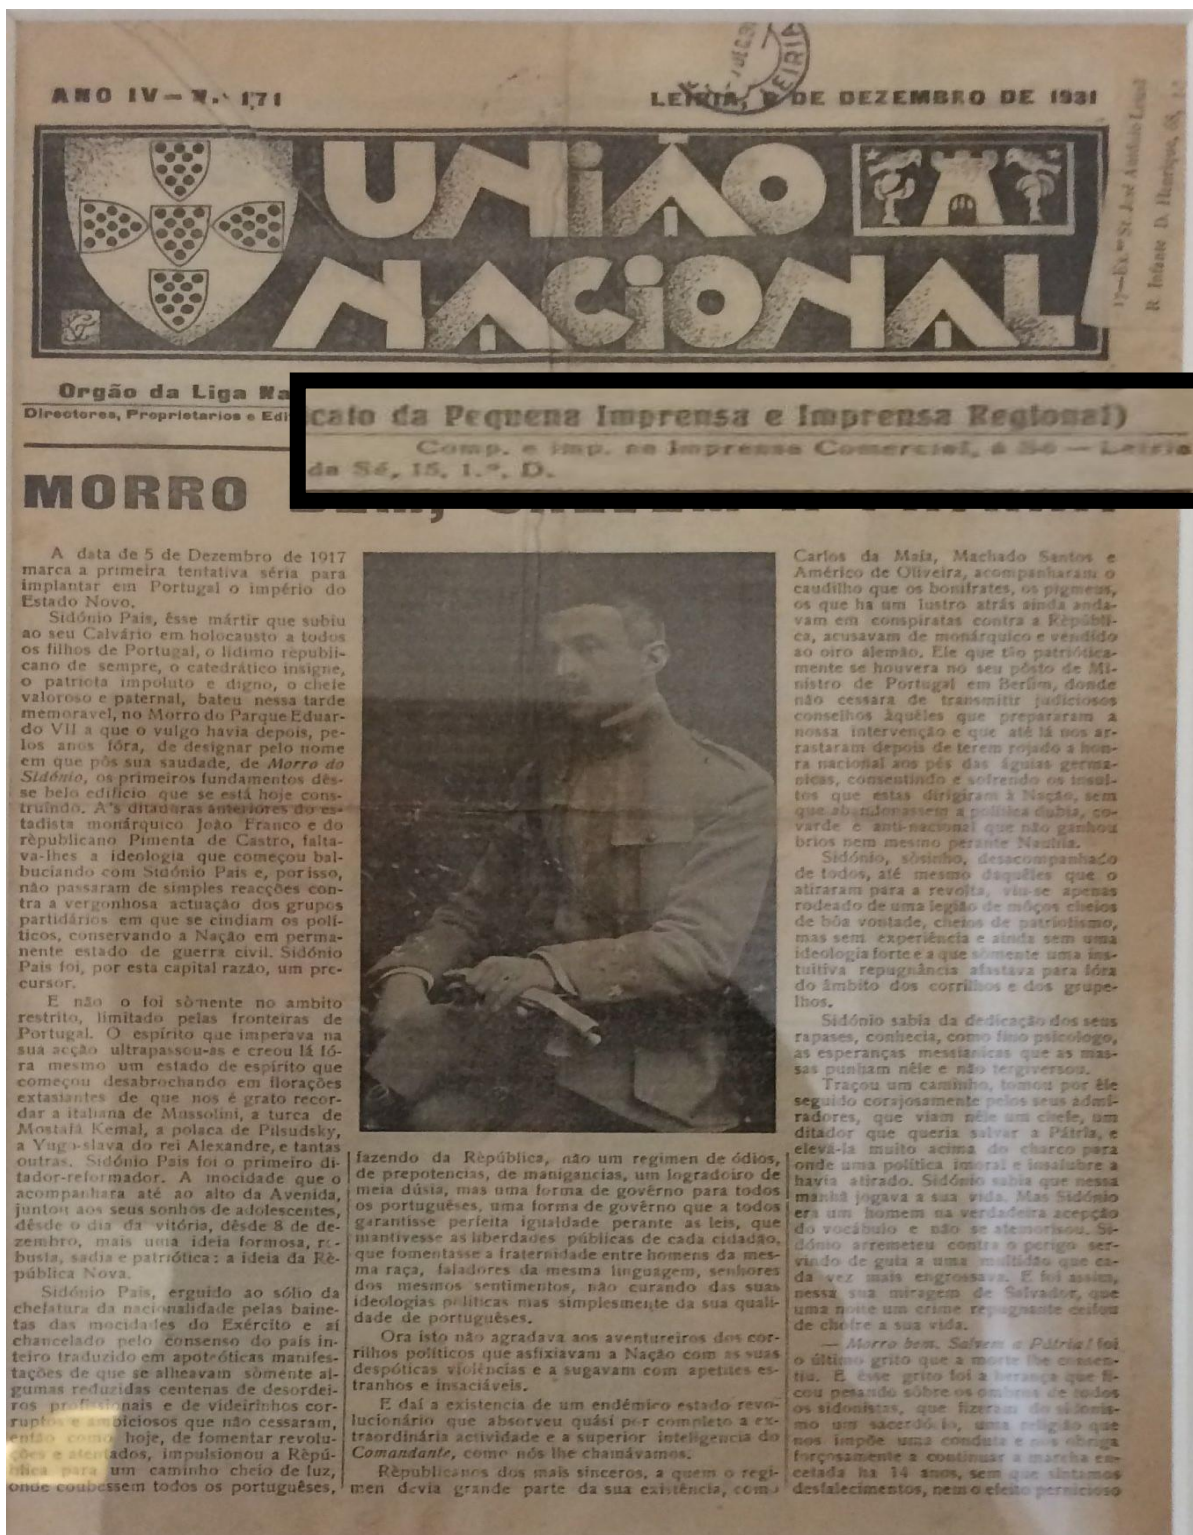 ANO IV — N.º 171
LEIRIA, DE DEZEMBRO DE 1931
LEIRIA
17—Ex.mo Sr. José António Leal
R. Infante D. Henrique, 68,
UNIÃO
NACIONAL
Orgão da Liga Na
Directores, Proprietarios e Edi
cato da Pequena Imprensa e Imprensa Regional)
Comp. e imp. na Imprensa Comercial, á Sé — Leiria
da Sé, 15, 1.º, D.
MORRO
A data de 5 de Dezembro de 1917
marca a primeira tentativa séria para
implantar em Portugal o império do
Estado Novo.
Sidónio Pais, êsse mártir que subiu
ao seu Calvário em holocausto a todos
os filhos de Portugal, o lídimo rèpubli-
cano de sempre, o catedrático insigne,
o patriota impoluto e digno, o chefe
valoroso e paternal, bateu nessa tarde
memoravel, no Morro do Parque Eduar-
do VII a que o vulgo havia depois, pe-
los anos fóra, de designar pelo nome
em que pôs sua saudade, de Morro do
Sidónio, os primeiros fundamentos dês-
se belo edifício que se está hoje cons-
truíndo. A's ditaduras anteriores do es-
tadista monárquico João Franco e do
rèpublicano Pimenta de Castro, falta-
va-lhes a ideologia que começou bal-
buciando com Sidónio Pais e, por isso,
não passaram de simples reacções con-
tra a vergonhosa actuação dos grupos
partidários em que se cindiam os polí-
ticos, conservando a Nação em perma-
nente estado de guerra civil. Sidónio
Pais foi, por esta capital razão, um pre-
cursor.
E não o foi sòmente no ambito
restrito, limitado pelas fronteiras de
Portugal. O espírito que imperava na
sua acção ultrapassou-as e creou lá fó-
ra mesmo um estado de espírito que
começou desabrochando em florações
extasiantes de que nos é grato recor-
dar a italiana de Mussolini, a turca de
Mostafá Kemal, a polaca de Pilsudsky,
a Yugo-slava do rei Alexandre, e tantas
outras. Sidónio Pais foi o primeiro di-
tador-reformador. A mocidade que o
acompanhara até ao alto da Avenida,
juntou aos seus sonhos de adolescentes,
dêsde o dia da vitória, dêsde 8 de de-
zembro, mais uma ideia formosa, ro-
busta, sadia e patriótica: a ideia da Rè-
pública Nova.
Sidónio Pais, erguido ao sólio da
chefatura da nacionalidade pelas baine-
tas das mocidades do Exército e aí
chancelado pelo consenso do país in-
teiro traduzido em apoteóticas manifes-
tações de que se alheavam sòmente al-
gumas reduzidas centenas de desordei-
ros profissionais e de videirinhos cor-
ruptos e ambiciosos que não cessaram,
então como hoje, de fomentar revolu-
ções e atentados, impulsionou a Rèpú-
blica para um caminho cheio de luz,
onde coubessem todos os portuguêses,
fazendo da Rèpública, não um regimen de ódios,
de prepotencias, de manigancias, um logradoiro de
meia dúsia, mas uma forma de govêrno para todos
os portuguêses, uma forma de govêrno que a todos
garantisse perfeita igualdade perante as leis, que
mantivesse as liberdades públicas de cada cidadão,
que fomentasse a fraternidade entre homens da mes-
ma raça, faladores da mesma linguagem, senhores
dos mesmos sentimentos, não curando das suas
ideologias políticas mas simplesmente da sua quali-
dade de portuguêses.
Ora isto não agradava aos aventureiros dos cor-
rilhos políticos que asfixiavam a Nação com as suas
despóticas violências e a sugavam com apetites es-
tranhos e insaciáveis.
E daí a existencia de um endémico estado revo-
lucionário que absorveu quási por completo a ex-
traordinária actividade e a superior inteligencia do
Comandante, como nós lhe chamávamos.
Rèpublicanos dos mais sinceros, a quem o regi-
men devia grande parte da sua existência, como
Carlos da Maia, Machado Santos e
Américo de Oliveira, acompanharam o
caudilho que os bonifrates, os pigmeus,
os que ha um lustro atrás ainda anda-
vam em conspiratas contra a Rèpúbli-
ca, acusavam de monárquico e vendido
ao oiro alemão. Ele que tão patriótica-
mente se houvera no seu pôsto de Mi-
nistro de Portugal em Berlim, donde
não cessara de transmitir judiciosos
conselhos àquêles que prepararam a
nossa intervenção e que até lá nos ar-
rastaram depois de terem rojado a hon-
ra nacional aos pés das águias germa-
nicas, consentindo e sofrendo os insul-
tos que estas dirigiram à Nação, sem
que abandonassem a política dubia, co-
varde e anti-nacional que não ganhou
brios nem mesmo perante Naulila.
Sidónio, sòsinho, desacompanhado
de todos, até mesmo daquêles que o
atiraram para a revolta, viu-se apenas
rodeado de uma legião de môços cheios
de bôa vontade, cheios de patriotismo,
mas sem experiência e ainda sem uma
ideologia forte e a que sòmente uma ins-
tuitiva repugnância afastava para fóra
do âmbito dos corrilhos e dos grupe-
lhos.
Sidónio sabia da dedicação dos seus
rapases, conhecia, como fino psicologo,
as esperanças messianicas que as mas-
sas punham nêle e não tergiversou.
Traçou um caminho, tomou por êle
seguido corajosamente pelos seus admi-
radores, que viam nêle um chefe, um
ditador que queria salvar a Pátria, e
elevá-la muito acima do charco para
onde uma política imoral e insalubre a
havia atirado. Sidónio sabia que nessa
manhã jogava a sua vida. Mas Sidónio
era um homem na verdadeira acepção
do vocábulo e não se atemorisou. Si-
dónio arremeteu contra o perigo ser-
vindo de guia a uma multidão que ca-
da vez mais engrossava. E foi assim,
nessa sua miragem de Salvador, que
uma noite um crime repugnante ceifou
de chofre a sua vida.
— Morro bem. Salvem a Pátria! foi
o último grito que a morte lhe consen-
tiu. E êsse grito foi a herança que fi-
cou pesando sôbre os ombros de todos
os sidonistas, que fizeram do sidonis-
mo um sacerdócio, uma religião que
nos impõe uma conduta e nos obriga
forçosamente a continuar a marcha en-
cetada ha 14 anos, sem que sintamos
desfalecimentos, nem o efeito pernicioso